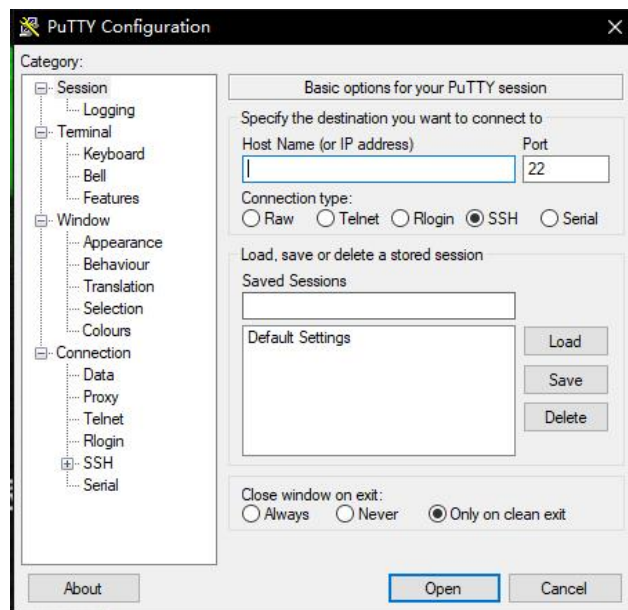 PuTTY Configuration
Category:
Session
Logging
Terminal
Keyboard
Bell
Features
Window
Appearance
Behaviour
Translation
Selection
Colours
Connection
Data
Proxy
Telnet
Rlogin
SSH
Serial
Basic options for your PuTTY session
Specify the destination you want to connect to
Host Name (or IP address) Port
22
Connection type:
Raw Telnet Rlogin SSH Serial
Load, save or delete a stored session
Saved Sessions
Default Settings
Load
Save
Delete
Close window on exit:
Always Never Only on clean exit
About Open Cancel